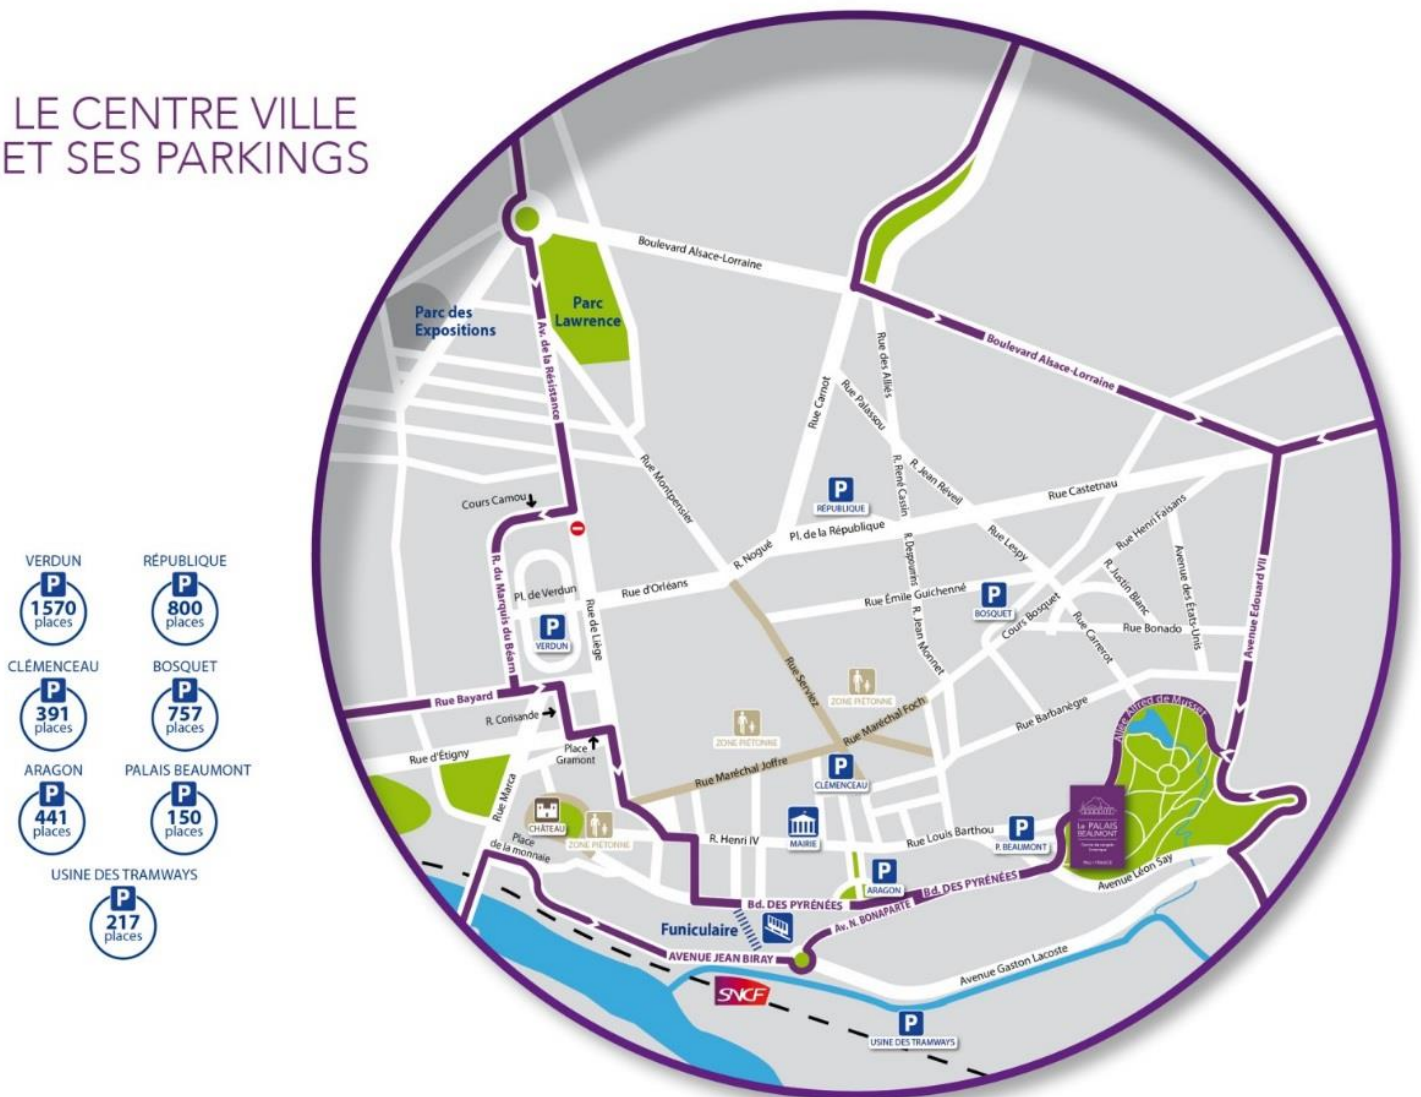 LE CENTRE VILLE
ET SES PARKINGS
VERDUN
P
1570
places
RÉPUBLIQUE
P
800
places
CLÉMENCEAU
P
391
places
BOSQUET
P
757
places
ARAGON
P
441
places
PALAIS BEAUMONT
P
150
places
USINE DES TRAMWAYS
P
217
places
Boulevard Alsace-Lorraine
Parc des
Expositions
Parc
Lawrence
Av. de la Résistance
Rue des Alliés
Boulevard Alsace-Lorraine
Rue Carnot
Rue Palassou
Rue Montpensier
R. René Cassin
R. Jean Réveil
Cours Camou
P
RÉPUBLIQUE
Rue Castetnau
Pl. de la République
Rue Henri Faisans
R. Nogué
R. Despourrins
Rue Lespy
R. du Marquis du Béarn
Pl. de Verdun
Rue d'Orléans
Rue Émile Guichenné
P
BOSQUET
Cours Bosquet
R. Justin Blanc
Avenue des États-Unis
Avenue Edouard VII
P
VERDUN
Rue de Liège
R. Jean Monnet
Rue Carrerot
Rue Bonado
Rue Serviez
ZONE PIÉTONNE
Rue Bayard
R. Corisande
ZONE PIÉTONNE
Rue Maréchal Foch
Rue Barbanègre
Allée Alfred de Musset
Rue d'Étigny
Place
Gramont
Rue Marca
Rue Maréchal Joffre
P
CLÉMENCEAU
CHÂTEAU
ZONE PIÉTONNE
Place
de la monnaie
R. Henri IV
MAIRIE
Rue Louis Barthou
P
P. BEAUMONT
Le PALAIS
BEAUMONT
Avenue Léon Say
P
ARAGON
Bd. DES PYRÉNÉES
Bd. DES PYRÉNÉES
Av. N. BONAPARTE
Funiculaire
AVENUE JEAN BIRAY
Avenue Gaston Lacoste
SNCF
P
USINE DES TRAMWAYS